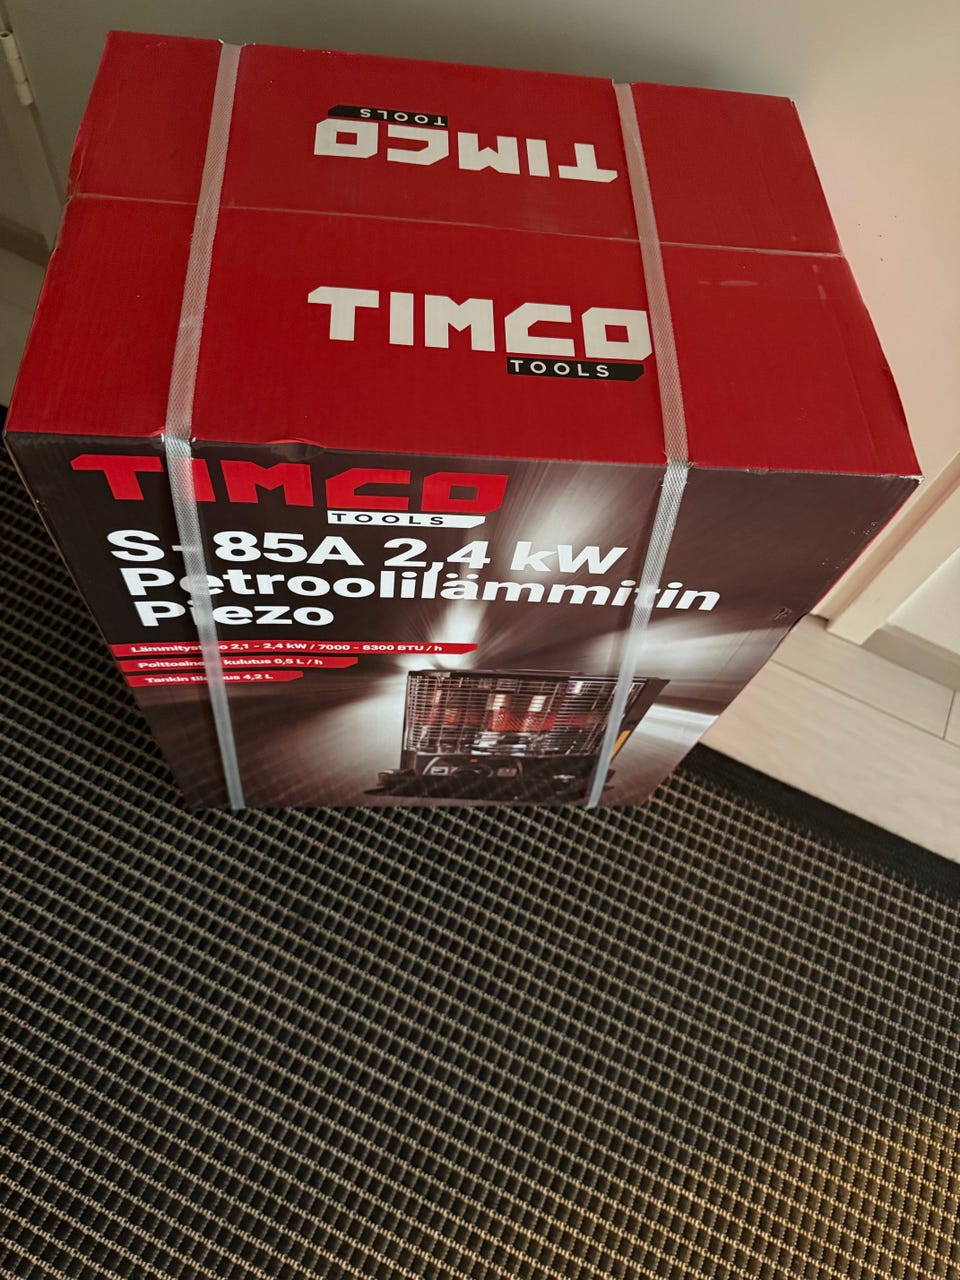 TIMCO
TOOLS
TIMCO
TOOLS
TIMCO
TOOLS
S-85A 2,4 kW
Petroolilämmitin
Piezo
2,1 - 2,4 kW / 7000 - 8300 BTU / h
kulutus 0,5 L / h
Tankin 4,2 L